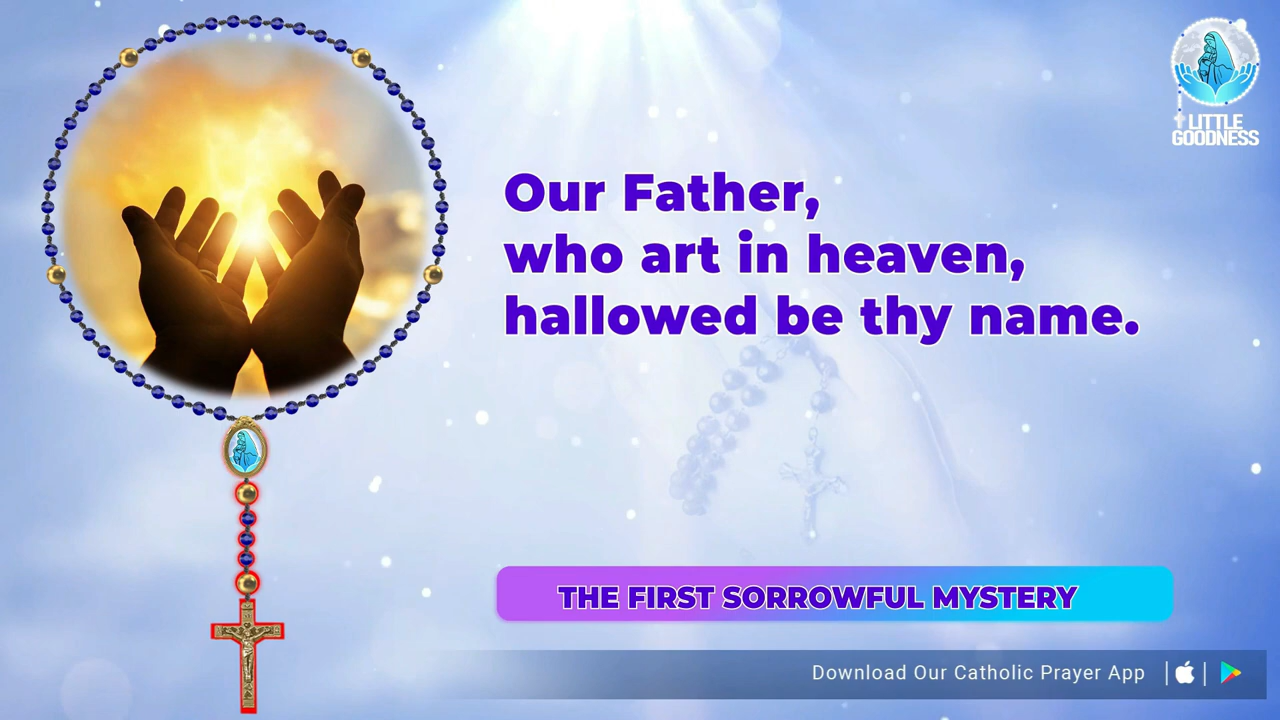 LITTLE
GOODNESS
Our Father,
who art in heaven,
hallowed be thy name.
THE FIRST SORROWFUL MYSTERY
Download Our Catholic Prayer App